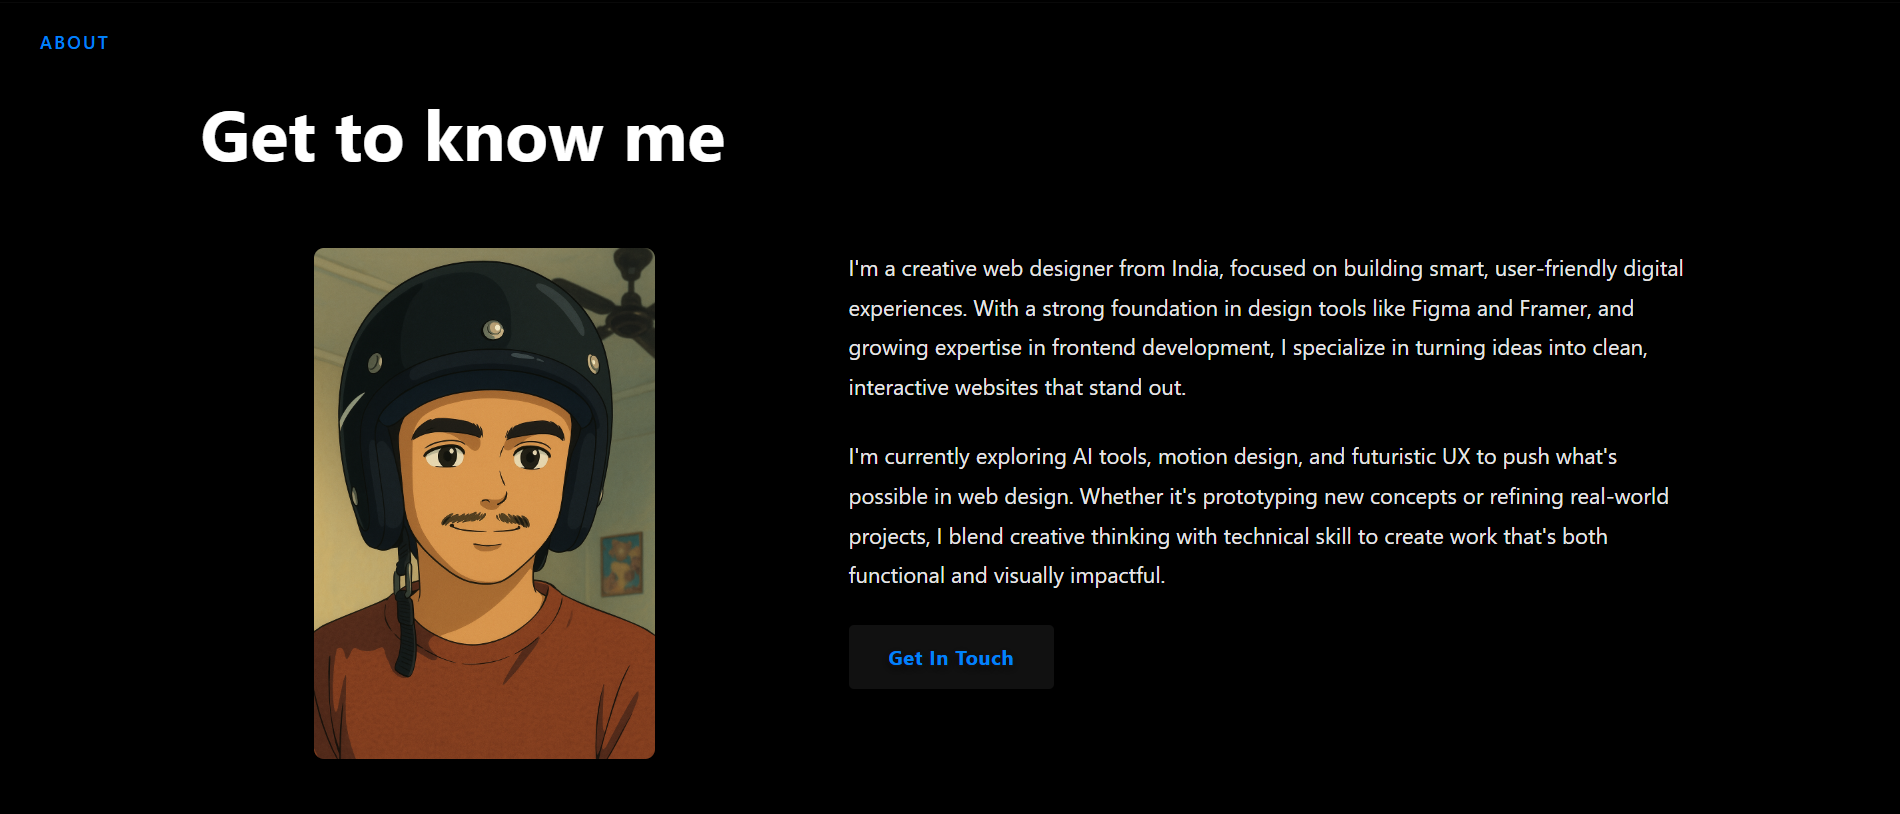 ABOUT
Get to know me
I'm a creative web designer from India, focused on building smart, user-friendly digital
experiences. With a strong foundation in design tools like Figma and Framer, and
growing expertise in frontend development, I specialize in turning ideas into clean,
interactive websites that stand out.
I'm currently exploring AI tools, motion design, and futuristic UX to push what's
possible in web design. Whether it's prototyping new concepts or refining real-world
projects, I blend creative thinking with technical skill to create work that's both
functional and visually impactful.
Get In Touch